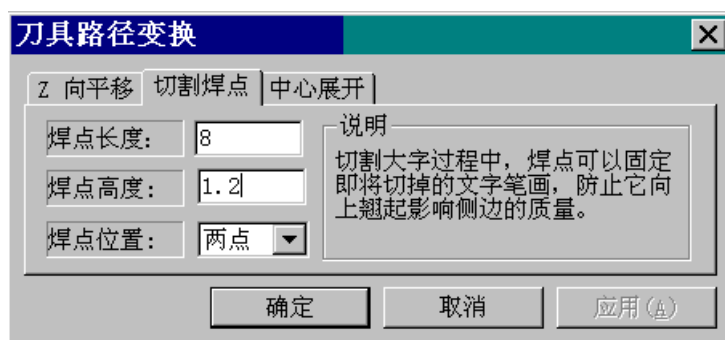 刀具路径变换
Z 向平移 切割焊点 中心展开
焊点长度: 8
焊点高度: 1.2
焊点位置: 两点
说明
切割大字过程中，焊点可以固定
即将切掉的文字笔画，防止它向
上翘起影响侧边的质量。
确定 取消 应用(A)